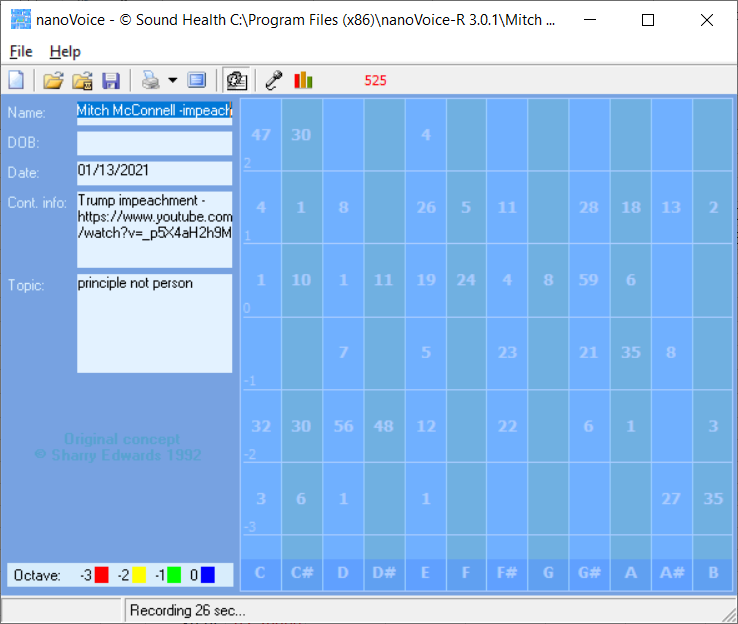 nanoVoice - © Sound Health C:\Program Files (x86)\nanoVoice-R 3.0.1\Mitch ...
File Help
525
Name: Mitch McConnell -impeach
DOB:
Date: 01/13/2021
Cont. info: Trump impeachment -
https://www.youtube.com
/watch?v=_p5X4aH2h9M
Topic: principle not person
Original concept
© Sharry Edwards 1992
Octave: -3 -2 -1 0
47 30 4
2
4 1 8 26 5 11 28 18 13 2
1
1 10 1 11 19 24 4 8 59 6
0
7 5 23 21 35 8
-1
32 30 56 48 12 22 6 1 3
-2
3 6 1 1 27 35
-3
C C# D D# E F F# G G# A A# B
Recording 26 sec...